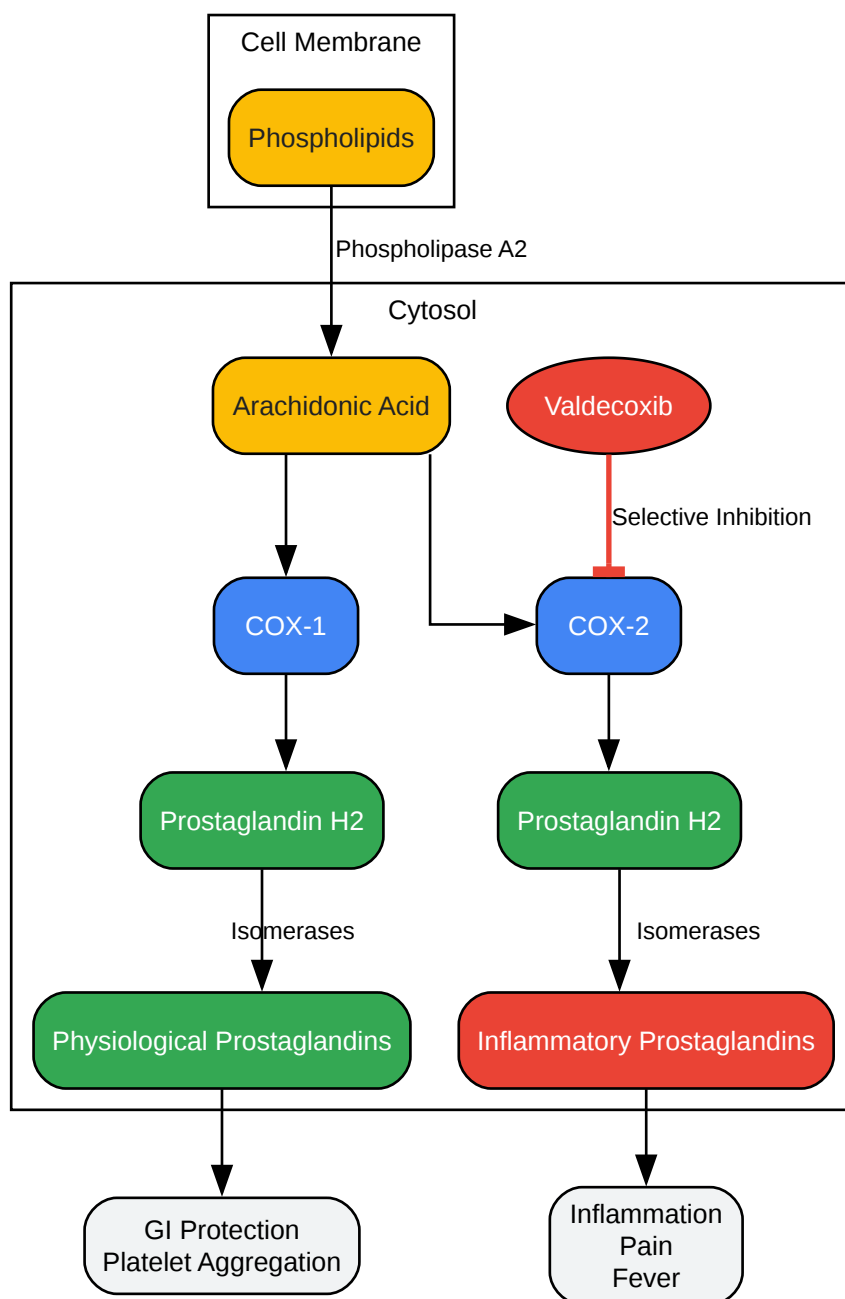 Cell Membrane
Phospholipids
Phospholipase A2
Cytosol
Arachidonic Acid
Valdecoxib
Selective Inhibition
COX-1
COX-2
Prostaglandin H2
Prostaglandin H2
Isomerases
Isomerases
Physiological Prostaglandins
Inflammatory Prostaglandins
GI Protection
Platelet Aggregation
Inflammation
Pain
Fever